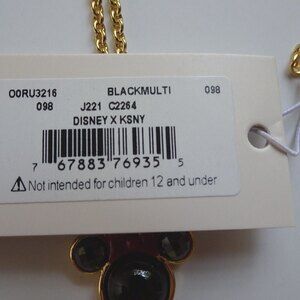 O0RU3216 BLACKMULTI 098
098 J221 C2264
DISNEY X KSNY
7 67883 76935 5
⚠ Not intended for children 12 and under